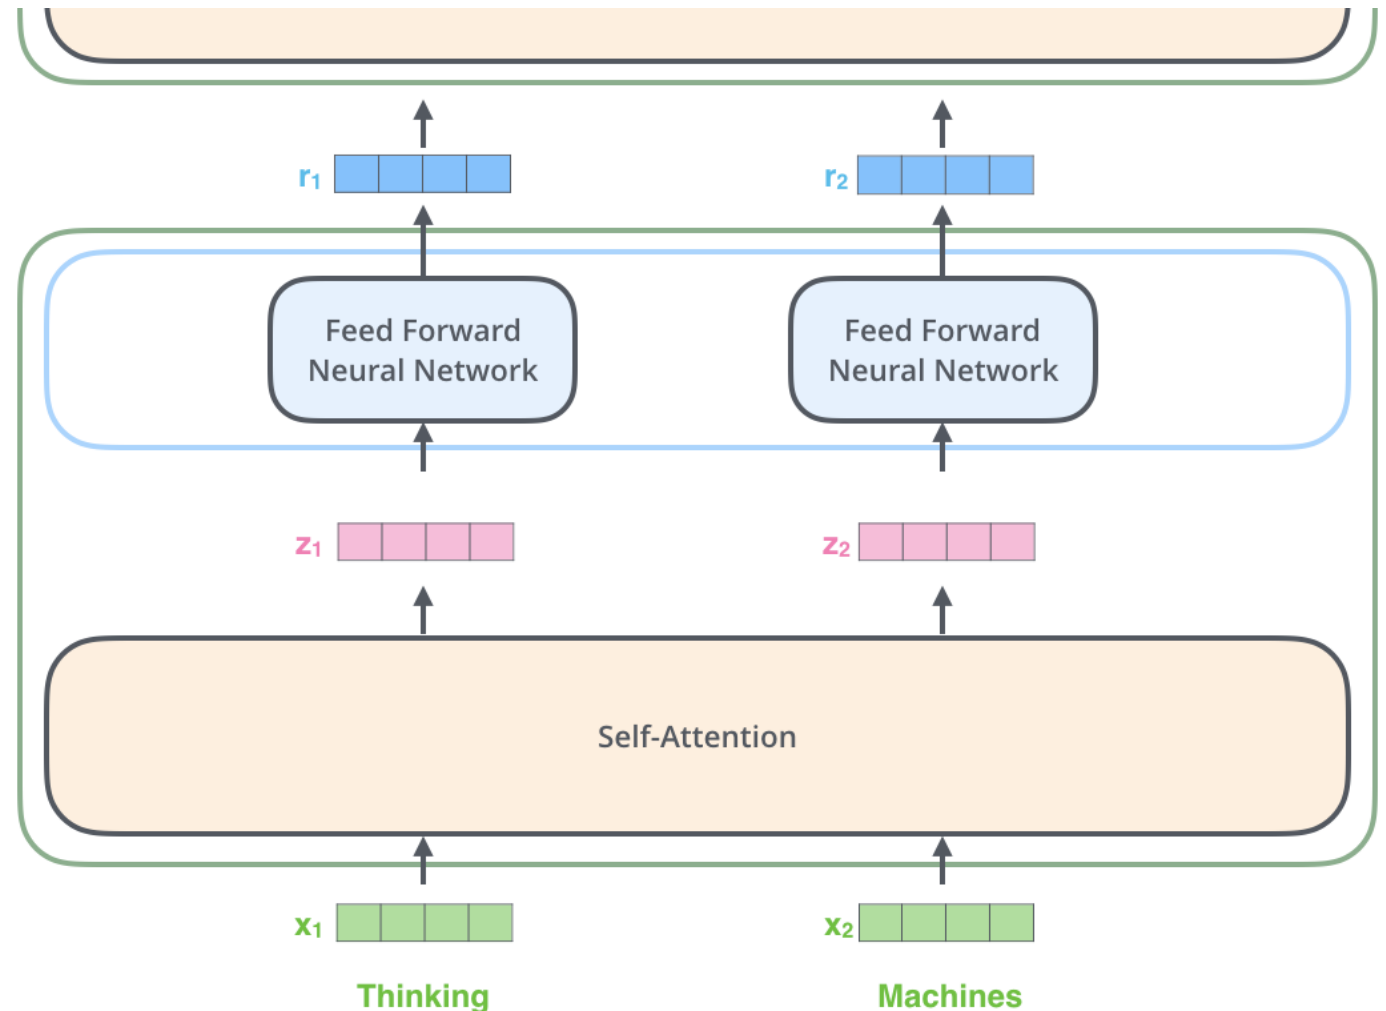 r₁ r₂
Feed Forward Neural Network
Feed Forward Neural Network
z₁ z₂
Self-Attention
x₁ x₂
Thinking Machines